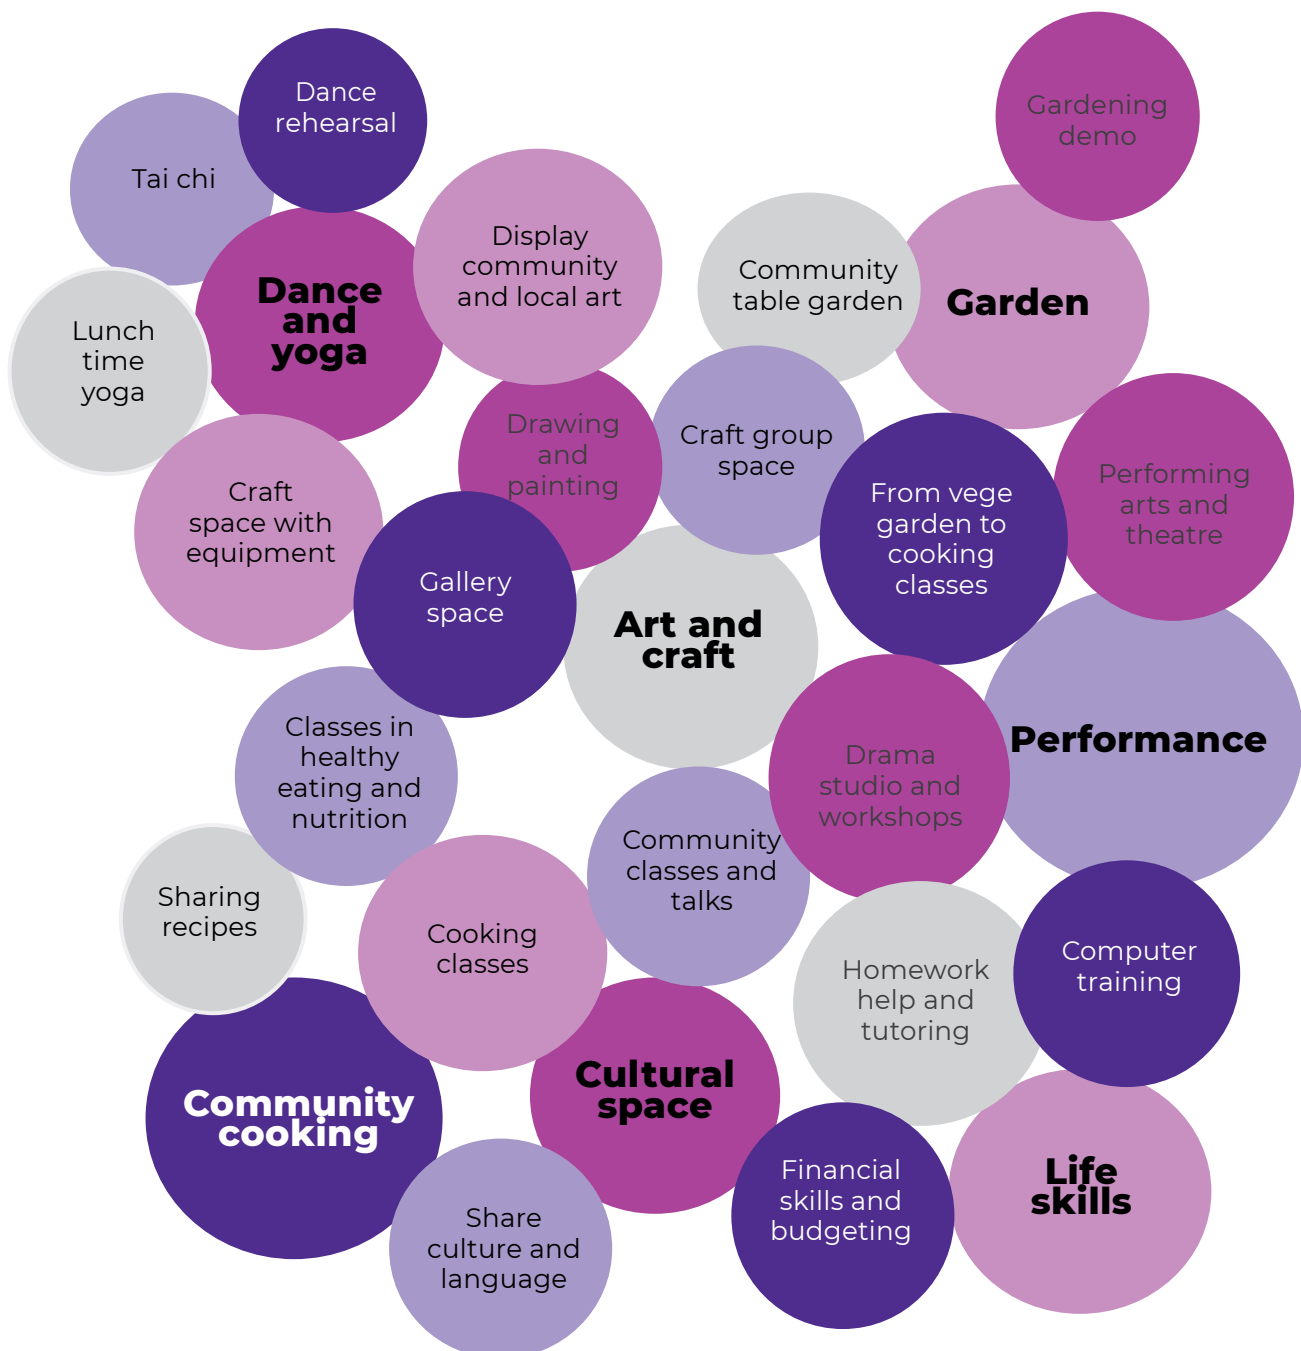 Dance
rehearsal
Gardening
demo
Tai chi
Display
community
and local art
Community
table garden
Dance
and
yoga
Garden
Lunch
time
yoga
Drawing
and
painting
Craft group
space
Craft
space with
equipment
From vege
garden to
cooking
classes
Performing
arts and
theatre
Gallery
space
Art and
craft
Classes in
healthy
eating and
nutrition
Performance
Drama
studio and
workshops
Community
classes and
talks
Sharing
recipes
Cooking
classes
Homework
help and
tutoring
Computer
training
Community
cooking
Cultural
space
Financial
skills and
budgeting
Life
skills
Share
culture and
language